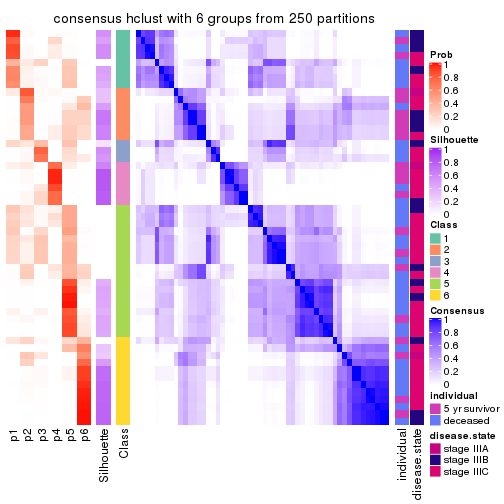 consensus hclust with 6 groups from 250 partitions
Prob
1
0.8
0.6
0.4
0.2
0
Silhouette
1
0.8
0.6
0.4
0.2
0
Class
1
2
3
4
5
6
Consensus
1
0.8
0.6
0.4
0.2
0
individual
5 yr survivor
deceased
disease.state
stage IIIA
stage IIIB
stage IIIC
p1
p2
p3
p4
p5
p6
Silhouette
Class
individual
disease.state